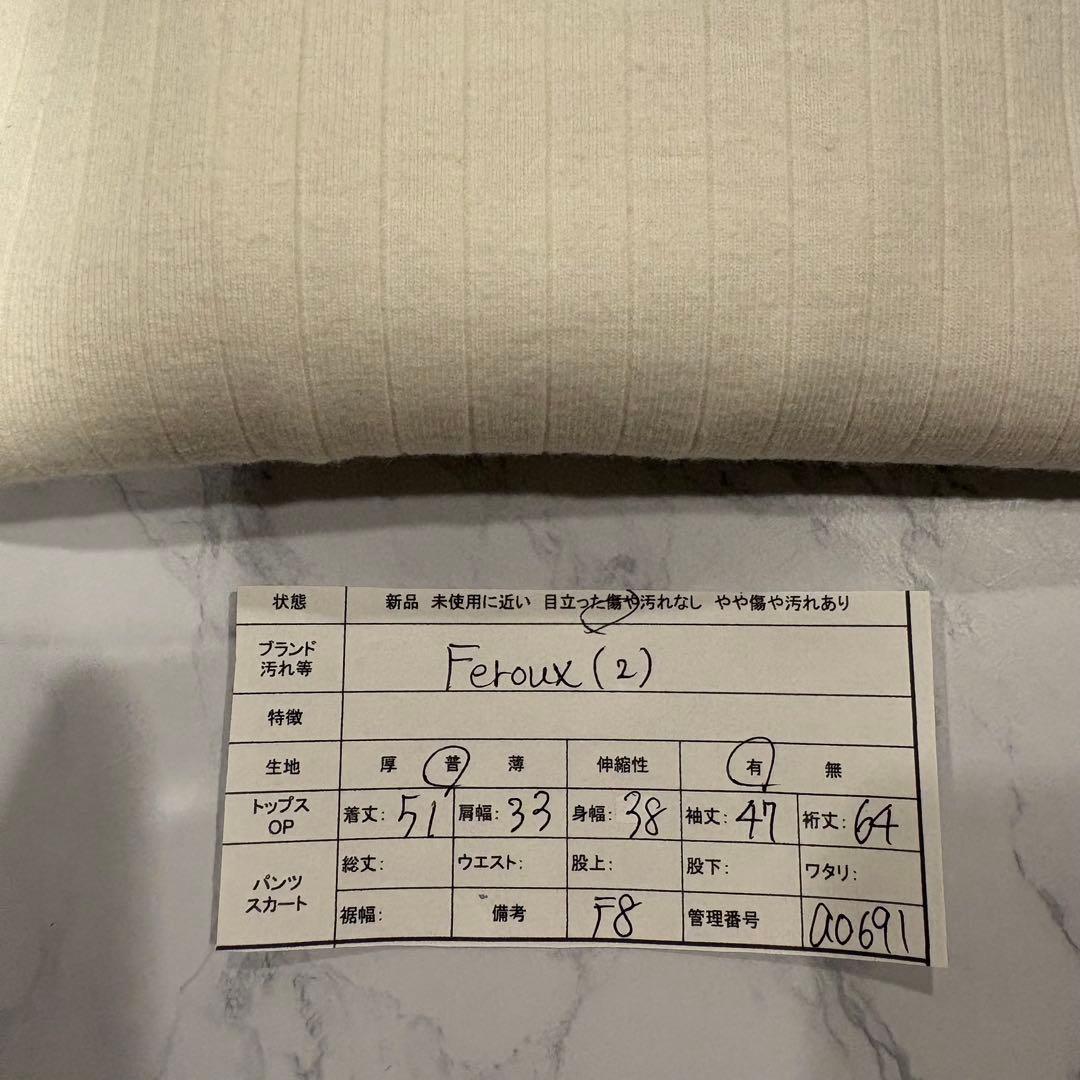 状態 新品 未使用に近い 目立った傷や汚れなし やや傷や汚れあり
ブランド
汚れ等 Feroux (2)
特徴
生地 厚 普 薄 伸縮性 有 無
トップス
OP 着丈: 51 肩幅: 33 身幅: 38 袖丈: 47 裄丈: 64
パンツ
スカート 総丈: ウエスト: 股上: 股下: ワタリ:
裾幅: 備考 F8 管理番号 a0691